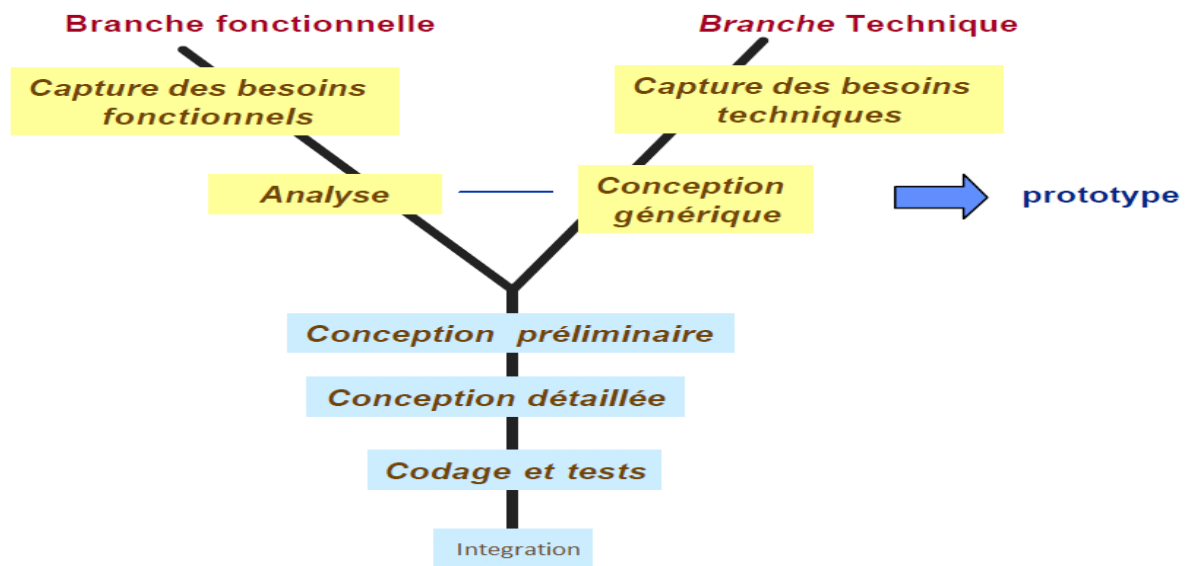 Branche fonctionnelle
Branche Technique
Capture des besoins
fonctionnels
Capture des besoins
techniques
Analyse
Conception
générique
prototype
Conception préliminaire
Conception détaillée
Codage et tests
Integration